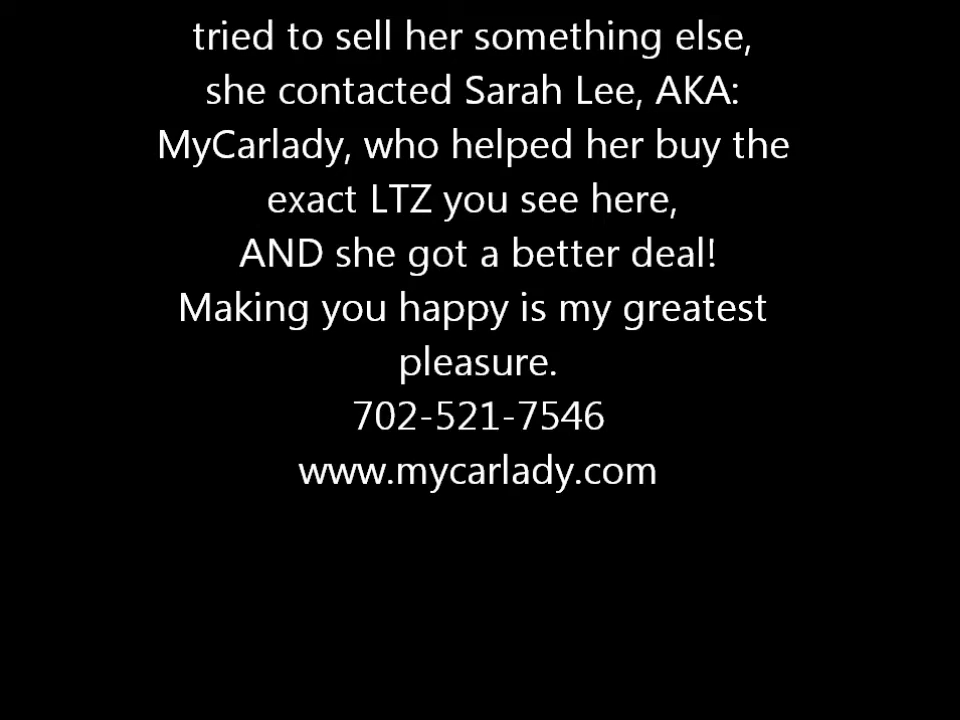 tried to sell her something else,
she contacted Sarah Lee, AKA:
MyCarlady, who helped her buy the
exact LTZ you see here,
AND she got a better deal!
Making you happy is my greatest
pleasure.
702-521-7546
www.mycarlady.com